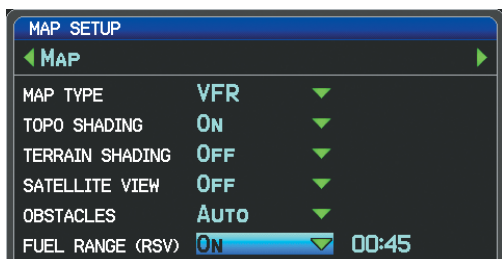 MAP SETUP
MAP
MAP TYPE VFR
TOPO SHADING ON
TERRAIN SHADING OFF
SATELLITE VIEW OFF
OBSTACLES AUTO
FUEL RANGE (RSV) ON 00:45